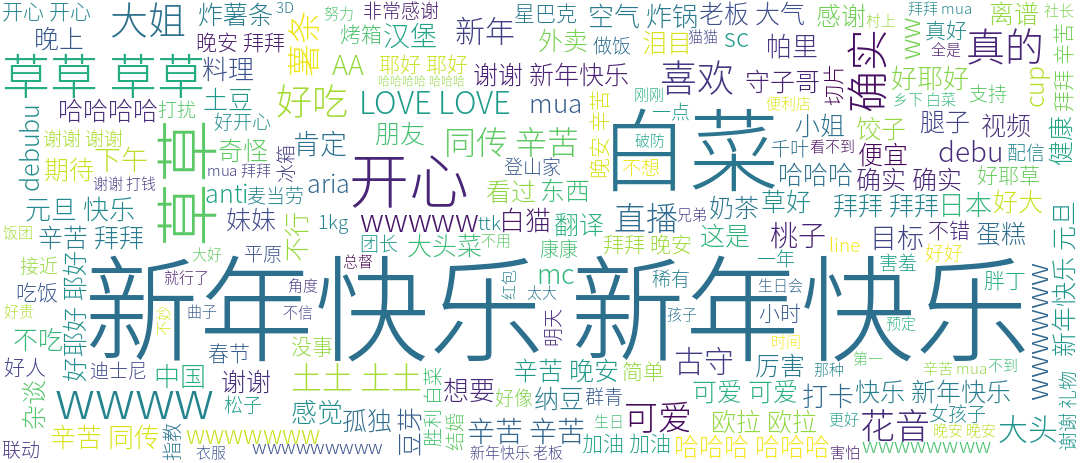 开心 开心
大姐
炸薯条
3D
努力
非常感谢
星巴克
空气 炸锅
老板 大气
感谢
村上
拜拜 mua
离谱
社长
晚上
晚安 拜拜
薯条
烤箱
汉堡
新年
外卖
做饭
泪目
猫猫
sc
帕里
确实
WW
真好
全是
真的
辛苦
草草 草草
料理
AA
耶好 耶好
哈哈哈哈 哈哈哈
谢谢 新年快乐
喜欢
守子哥
切片
好耶好
cup
拜拜 拜拜
哈哈哈哈
打扰
土豆
好吃
LOVE LOVE
mua
辛苦
刚刚
一点
便利店
乡下 白菜
支持
debubu
谢谢 谢谢
草草
好开心
肯定
朋友
同传 辛苦
白菜
破防
小姐
饺子
腿子
视频
健康
期待
下午
奇怪
冰箱
登山家
晚安
不想
千叶
看不到
便宜
debu
配信
谢谢 打钱
mua 拜拜
anti
麦当劳
aria
开心
看过
东西
哈哈哈
确实 确实
好耶草
元旦 快乐
妹妹
不行
1kg
wwwww
ttk
白猫
翻译
直播
兄弟
奶茶
草好
拜拜 拜拜
日本
好大
饭团
辛苦 拜拜
大好
平原
总督
团长
大头菜
不用
康康
拜拜 晚安
这是
桃子
line
目标
不错
蛋糕
元旦
接近
耶好
就行了
角度
红包
mc
太大
稀有
一年
生日会
害羞
好好
胖丁
吃饭
新年快乐 新年快乐
好贵
好耶好
不炒
曲子
不信
明天
孩子
小时
预定
wwwwwwww
新年快乐
不吃
春节
没事
时间
好人
迪士尼
中国
谢谢
土土 土土
辛苦 晚安
简单
古守
厉害
那种
第一
辛苦 mua
不到
杂谈
WWWW
松子
感觉
孤独
豆芽
白菜
想要
好像
纳豆
群青
可爱 可爱
打卡
快乐 新年快乐
礼物
谢谢
联动
辛苦 同传
指教
wwwwwwww
衣服
wwwwwwwww
胜利
结婚
辛苦 辛苦
生日
加油 加油
可爱
欧拉 欧拉
更好
花音
女孩子
晚安 晚安
大头
新年快乐 老板
哈哈哈 哈哈哈
害怕
wwwwwwww